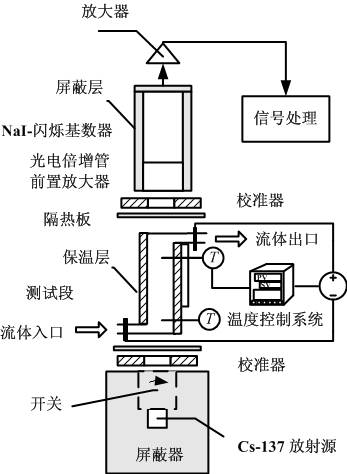 放大器
屏蔽层
NaI-闪烁基数器
光电倍增管
前置放大器
信号处理
校准器
隔热板
流体出口
保温层
T
PV
SV
测试段
T
温度控制系统
流体入口
校准器
开关
Cs-137 放射源
屏蔽器